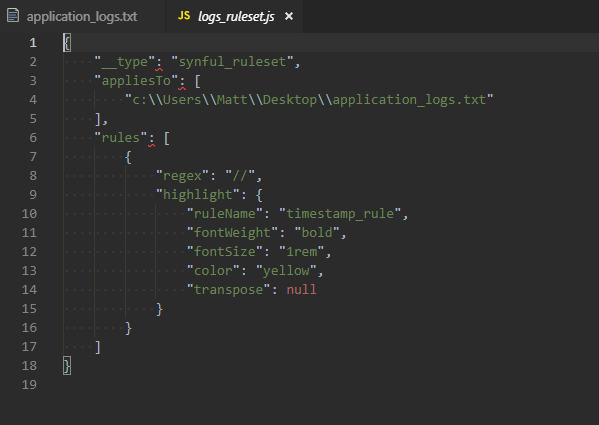 application_logs.txt JS logs_ruleset.js ×
1 {
2 "__type": "synful_ruleset",
3 "appliesTo": [
4 "c:\\Users\\Matt\\Desktop\\application_logs.txt"
5 ],
6 "rules": [
7 {
8 "regex": "//",
9 "highlight": {
10 "ruleName": "timestamp_rule",
11 "fontWeight": "bold",
12 "fontSize": "1rem",
13 "color": "yellow",
14 "transpose": null
15 }
16 }
17 ]
18 }
19